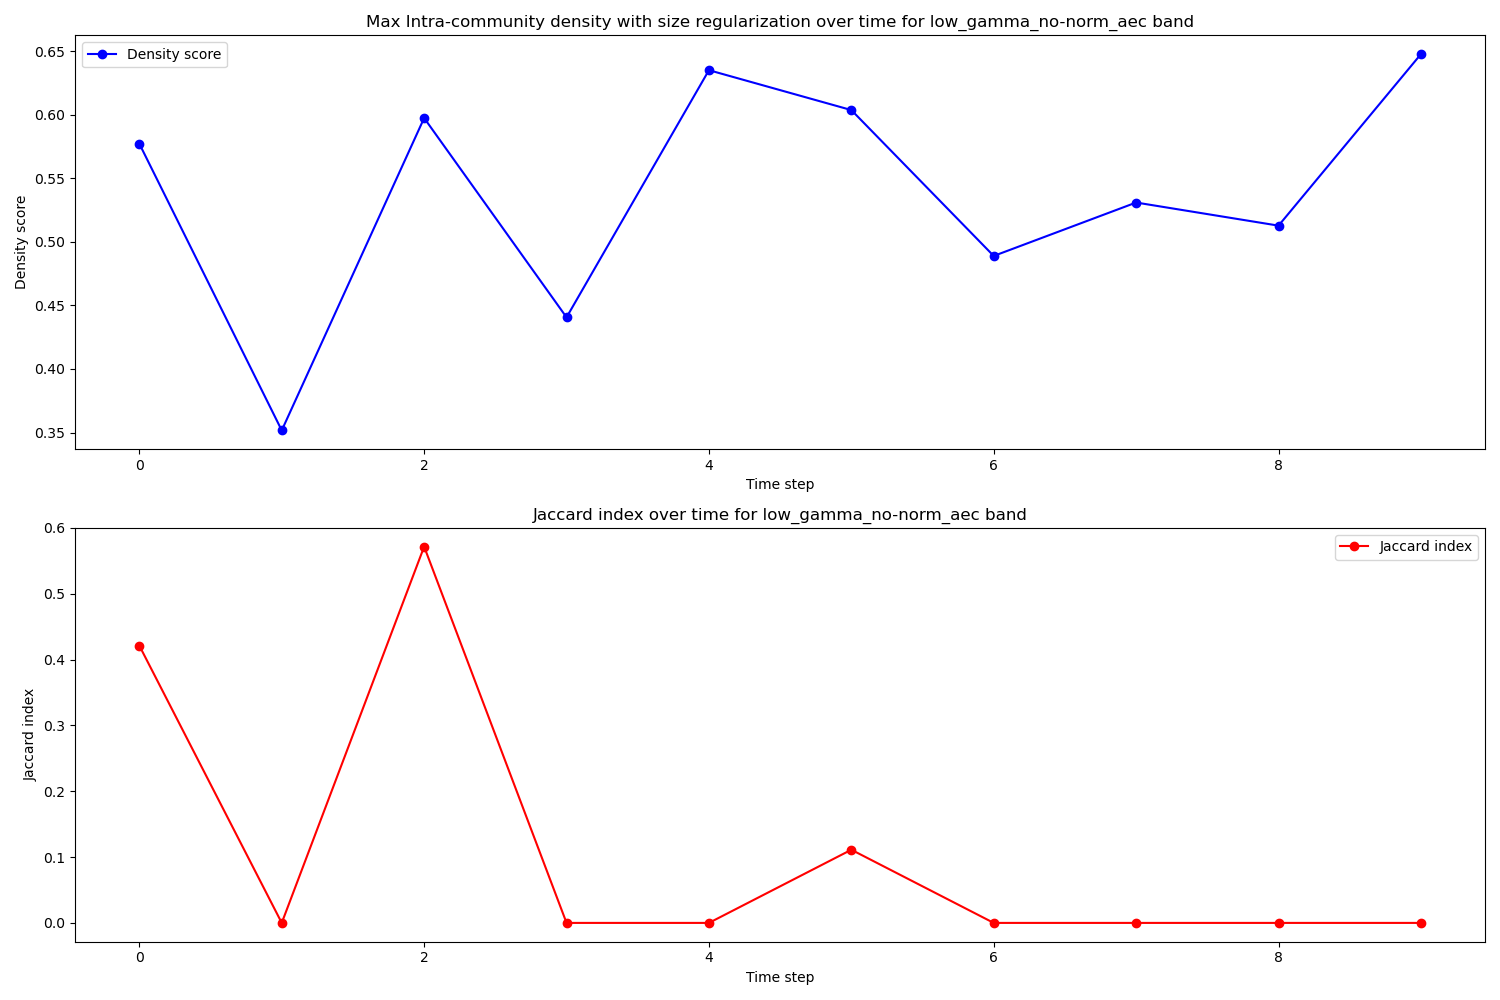 Max Intra-community density with size regularization over time for low_gamma_no-norm_aec band
Density score
0.65
0.60
0.55
0.50
0.45
0.40
0.35
Density score
0 2 4 6 8
Time step
Jaccard index over time for low_gamma_no-norm_aec band
Jaccard index
0.6
0.5
0.4
0.3
0.2
0.1
0.0
Jaccard index
0 2 4 6 8
Time step